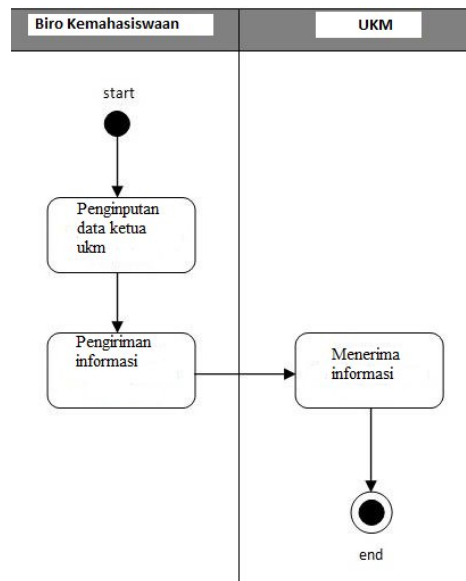 Biro Kemahasiswaan
UKM
start
Penginputan
data ketua
ukm
Pengiriman
informasi
Menerima
informasi
end